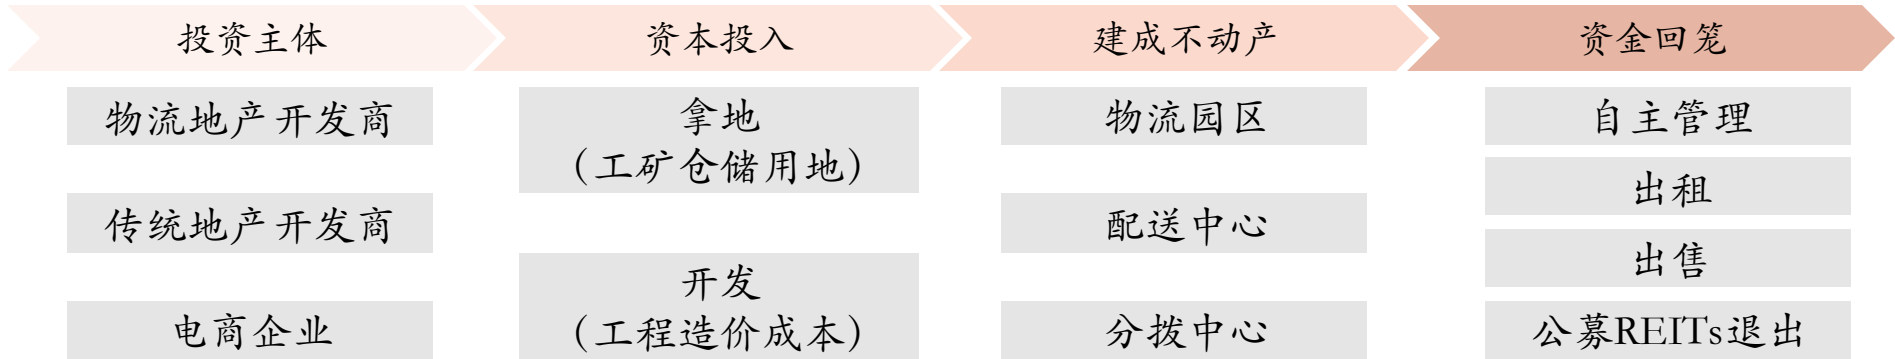 投资主体
资本投入
建成不动产
资金回笼
物流地产开发商
传统地产开发商
电商企业
拿地
（工矿仓储用地）
开发
（工程造价成本）
物流园区
配送中心
分拨中心
自主管理
出租
出售
公募REITs退出